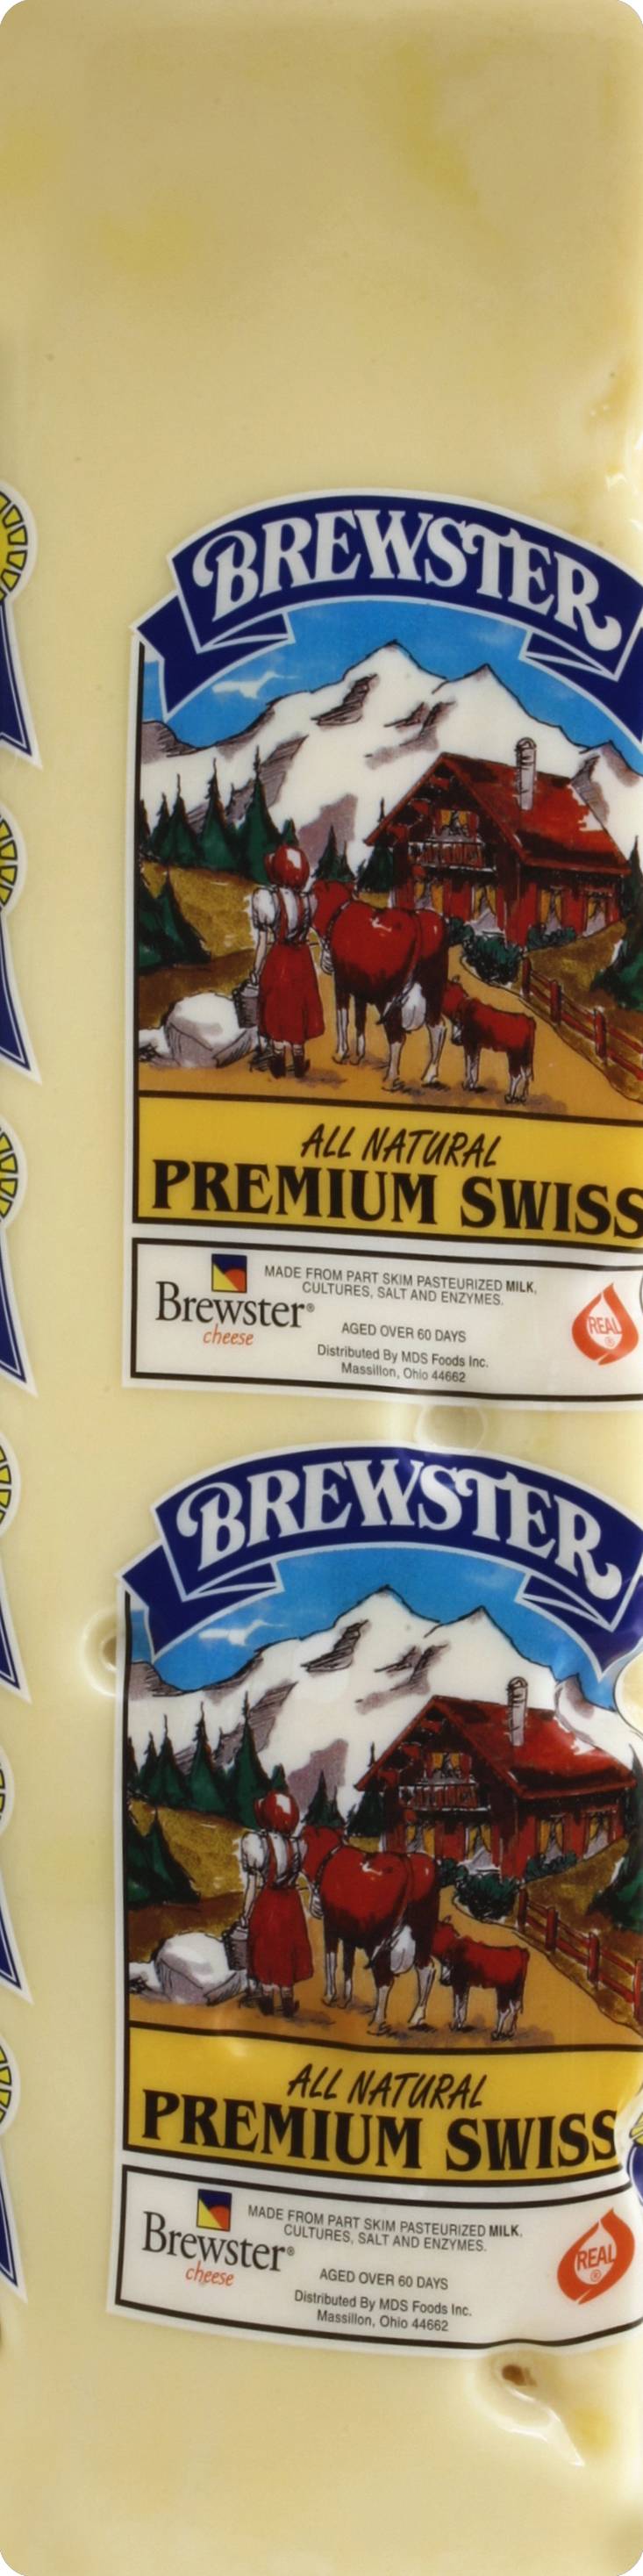 BREWSTER
ALL NATURAL
PREMIUM SWISS
Brewster®
cheese
MADE FROM PART SKIM PASTEURIZED MILK,
CULTURES, SALT AND ENZYMES.
AGED OVER 60 DAYS
Distributed By MDS Foods Inc.
Massillon, Ohio 44662
REAL
®
BREWSTER
ALL NATURAL
PREMIUM SWISS
Brewster®
cheese
MADE FROM PART SKIM PASTEURIZED MILK,
CULTURES, SALT AND ENZYMES.
AGED OVER 60 DAYS
Distributed By MDS Foods Inc.
Massillon, Ohio 44662
REAL
®